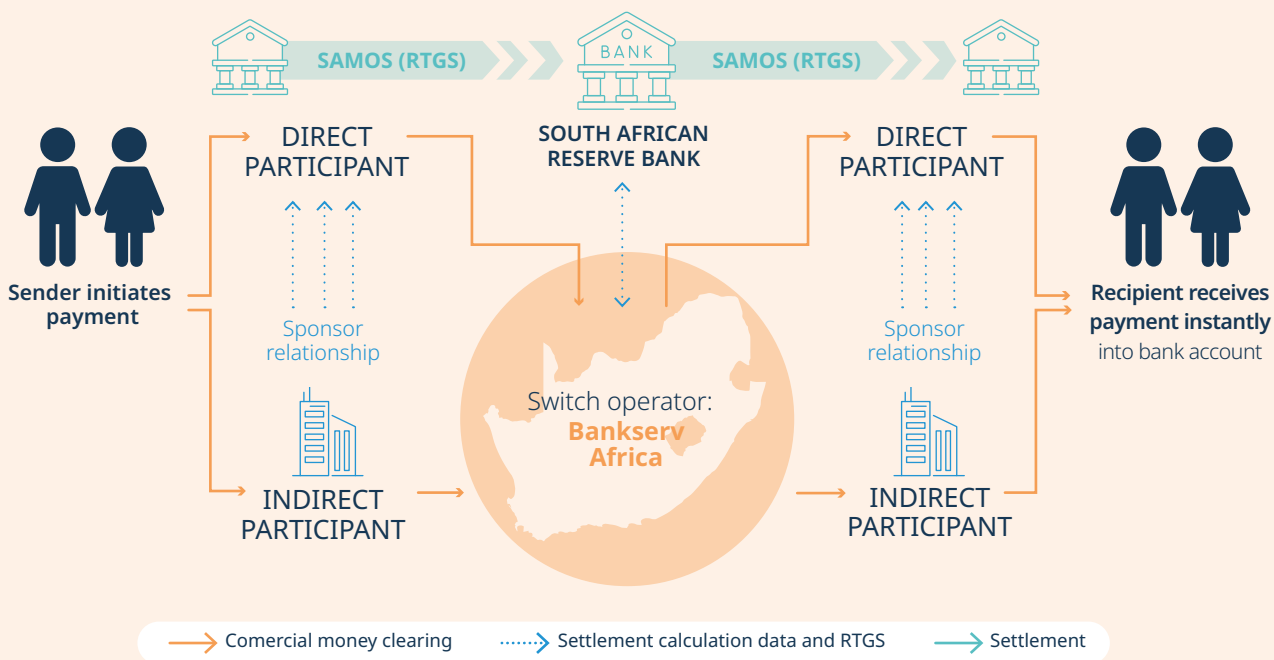 SAMOS (RTGS)
BANK
SAMOS (RTGS)
DIRECT
PARTICIPANT
SOUTH AFRICAN
RESERVE BANK
DIRECT
PARTICIPANT
Sender initiates
payment
Sponsor
relationship
Sponsor
relationship
Recipient receives
payment instantly
into bank account
Switch operator:
Bankserv
Africa
INDIRECT
PARTICIPANT
INDIRECT
PARTICIPANT
Comercial money clearing
Settlement calculation data and RTGS
Settlement